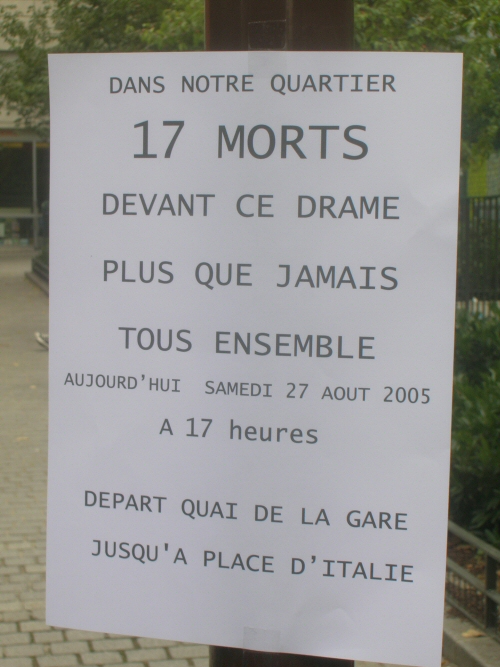 DANS NOTRE QUARTIER
17 MORTS
DEVANT CE DRAME
PLUS QUE JAMAIS
TOUS ENSEMBLE
AUJOURD'HUI SAMEDI 27 AOUT 2005
A 17 heures
DEPART QUAI DE LA GARE
JUSQU'A PLACE D'ITALIE